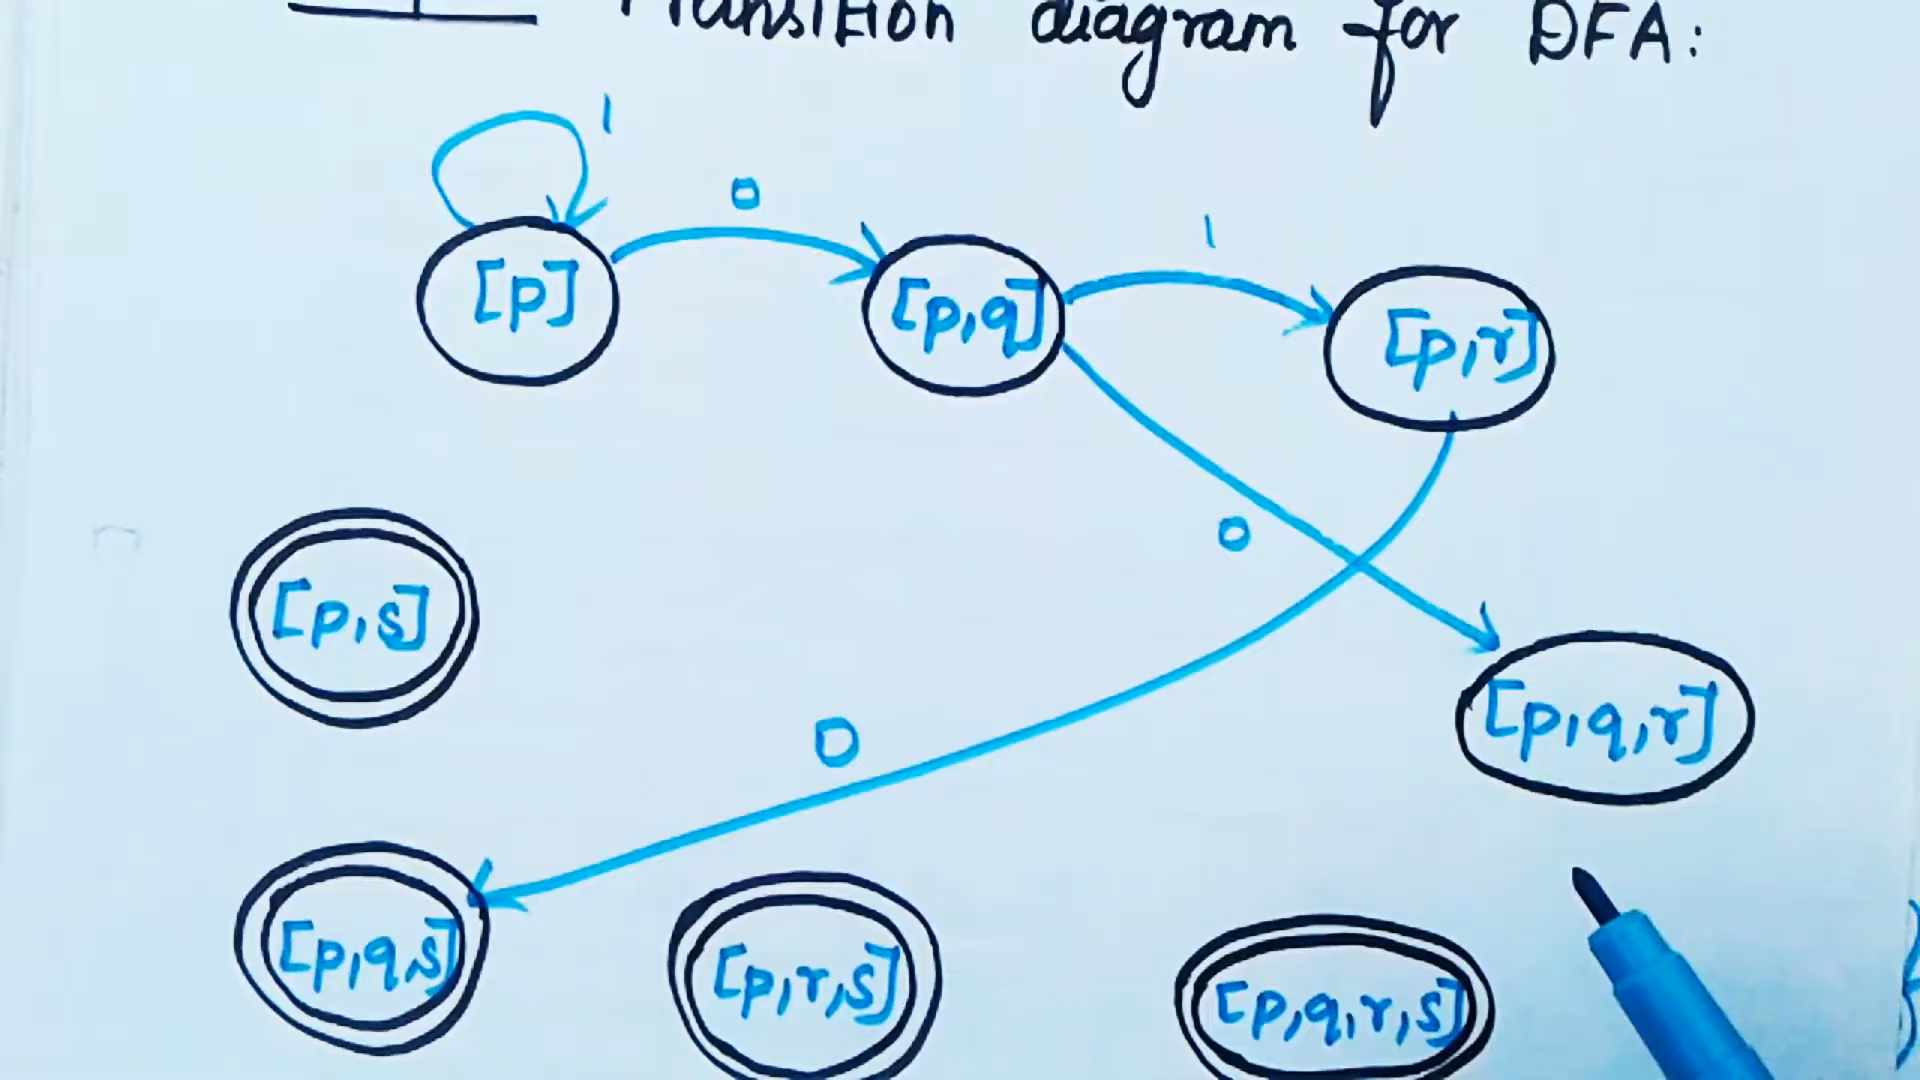 Transition diagram for DFA:
1
0
1
[p]
[p,q]
[p,r]
0
[p,s]
[p,q,r]
0
[p,q,s]
[p,r,s]
[p,q,r,s]